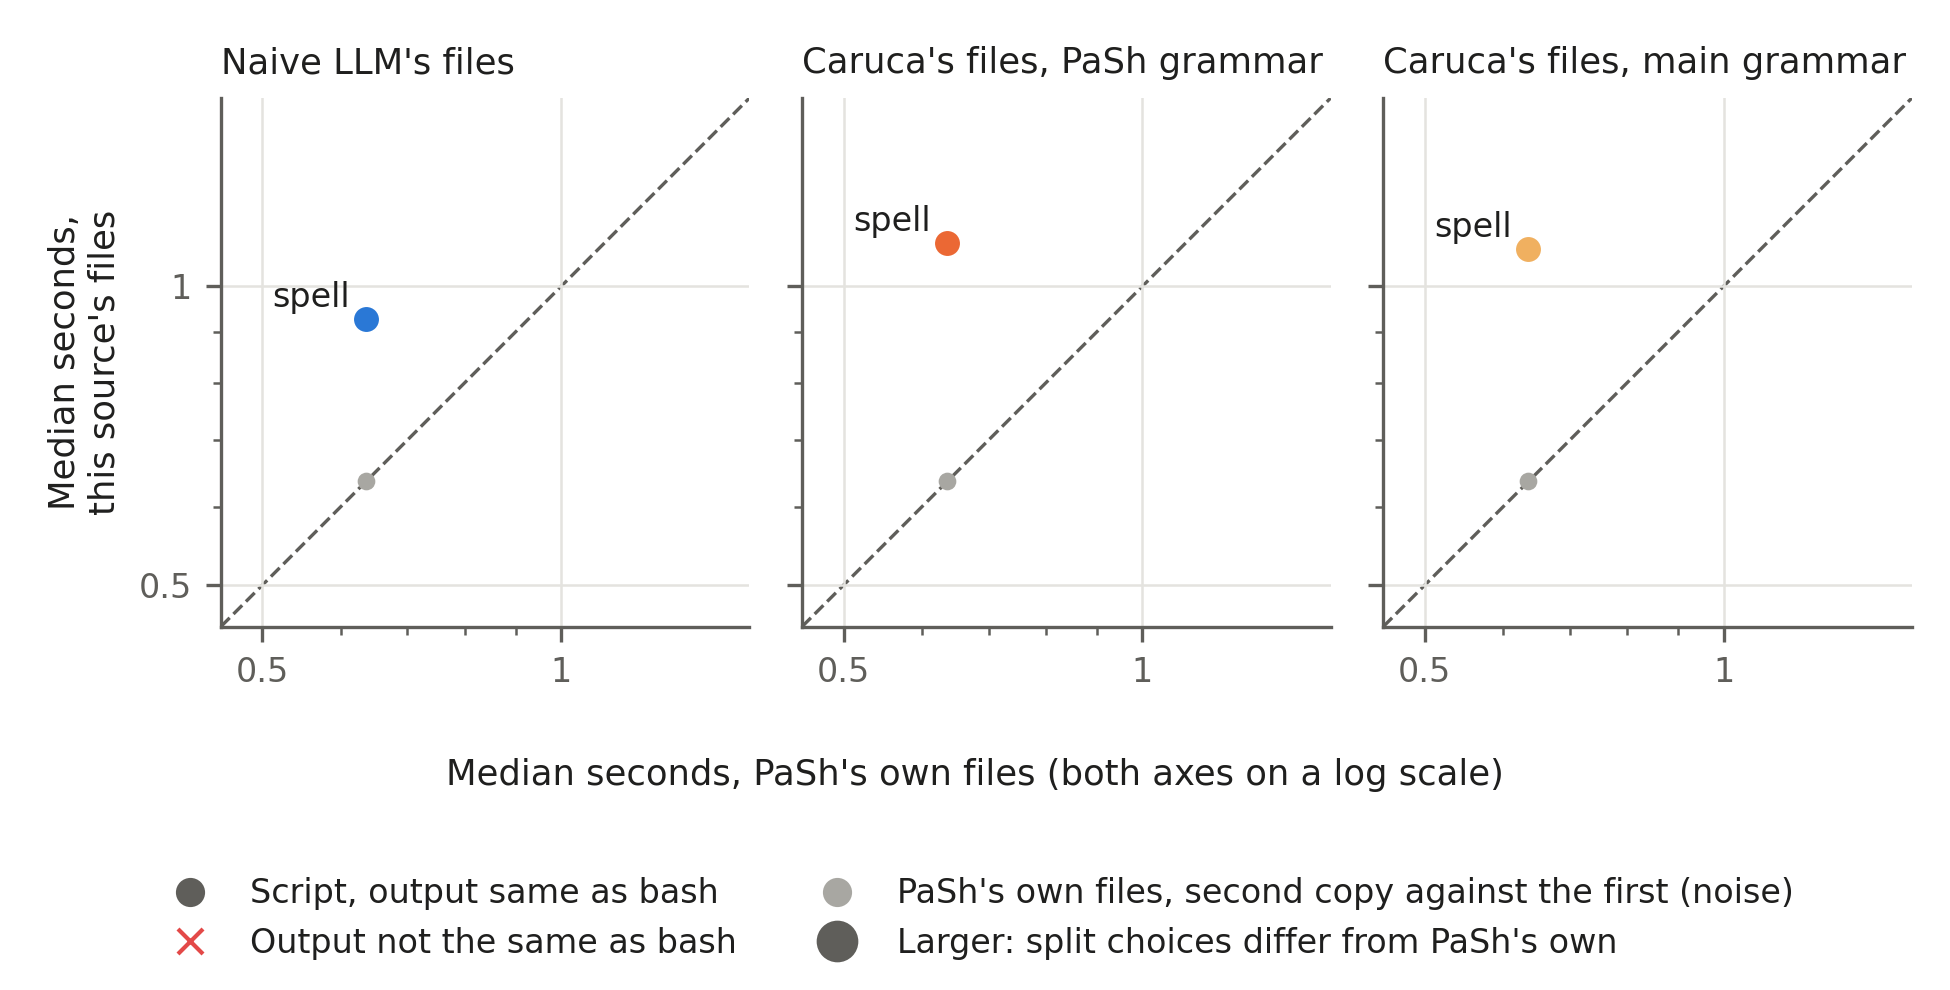 Naive LLM's files
Caruca's files, PaSh grammar
Caruca's files, main grammar
Median seconds,
this source's files
1
0.5
spell
spell
spell
0.5
1
0.5
1
0.5
1
Median seconds, PaSh's own files (both axes on a log scale)
Script, output same as bash
Output not the same as bash
PaSh's own files, second copy against the first (noise)
Larger: split choices differ from PaSh's own